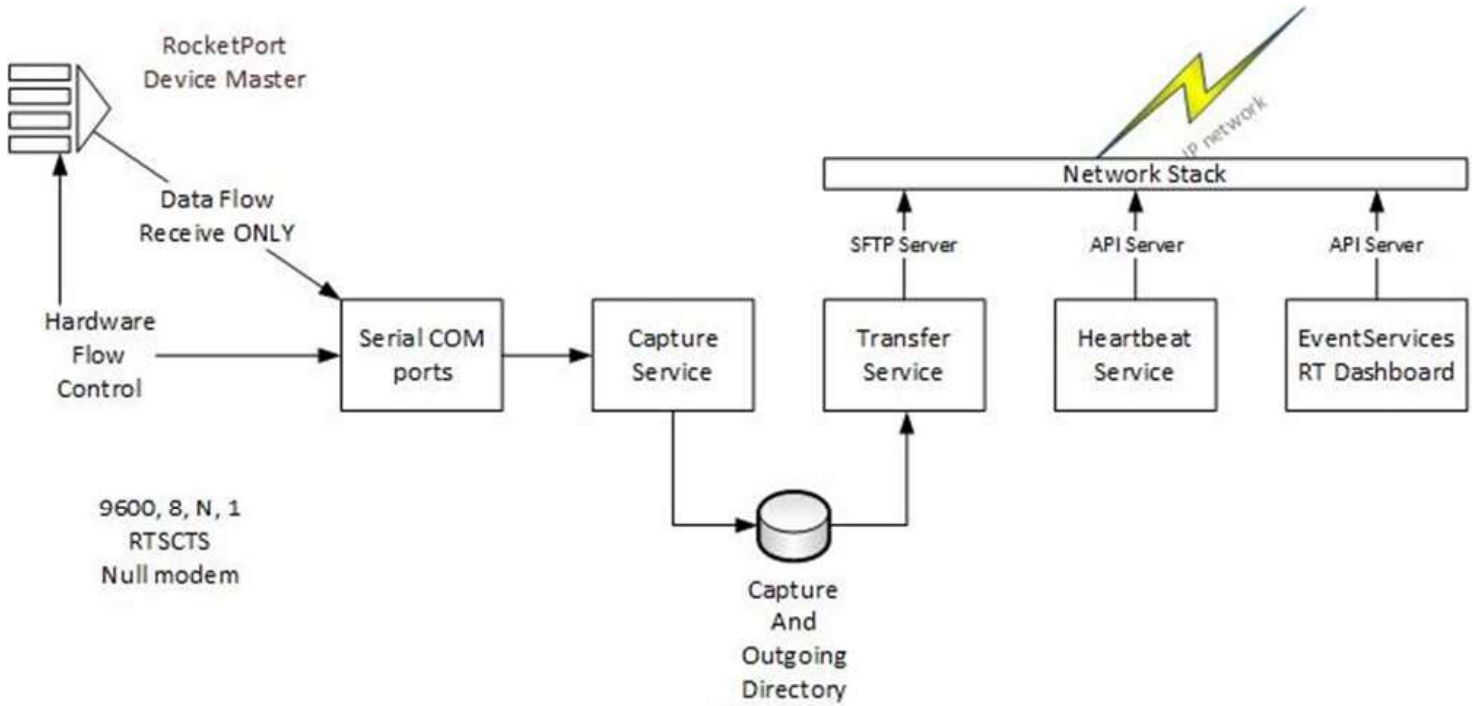 RocketPort
Device Master
Data Flow
Receive ONLY
Hardware
Flow
Control
9600, 8, N, 1
RTSCTS
Null modem
Serial COM
ports
Capture
Service
Capture
And
Outgoing
Directory
Transfer
Service
SFTP Server
Heartbeat
Service
API Server
EventServices
RT Dashboard
API Server
Network Stack
IP network